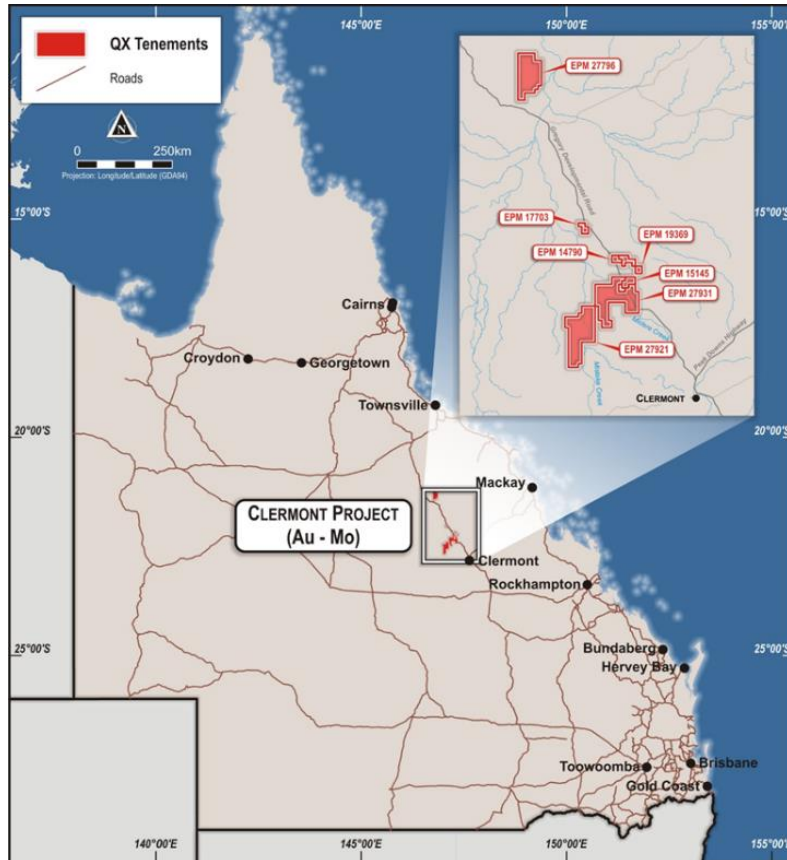 145°00'E
150°00'E
155°00'E
QX Tenements
Roads
N
0 250km
Projection: Longitude/Latitude (GDA94)
EPM 27796
Gregory Developmental Road
EPM 17703
EPM 19369
EPM 14790
EPM 15145
EPM 27931
EPM 27921
Peak Downs Highway
CLERMONT
15°00'S
15°00'S
Cairns
Croydon
Georgetown
Townsville
20°00'S
20°00'S
Mackay
CLERMONT PROJECT
(Au - Mo)
Clermont
Rockhampton
25°00'S
25°00'S
Bundaberg
Hervey Bay
Toowoomba
Brisbane
Gold Coast
140°00'E
145°00'E
150°00'E
155°00'E